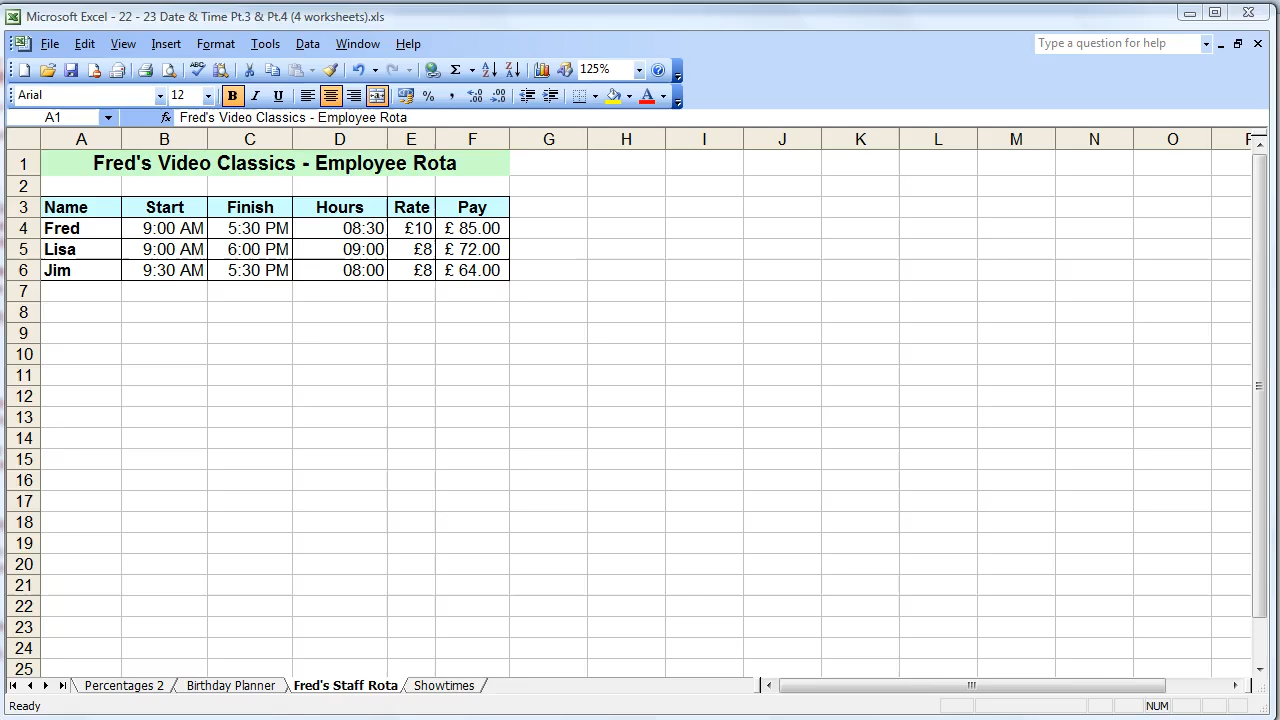 Microsoft Excel - 22 - 23 Date & Time Pt.3 & Pt.4 (4 worksheets).xls
File Edit View Insert Format Tools Data Window Help Type a question for help
125%
Arial 12
A1 fx Fred's Video Classics - Employee Rota
A B C D E F G H I J K L M N O
1 Fred's Video Classics - Employee Rota
2
3 Name Start Finish Hours Rate Pay
4 Fred 9:00 AM 5:30 PM 08:30 £10 £ 85.00
5 Lisa 9:00 AM 6:00 PM 09:00 £8 £ 72.00
6 Jim 9:30 AM 5:30 PM 08:00 £8 £ 64.00
7
8
9
10
11
12
13
14
15
16
17
18
19
20
21
22
23
24
25
Percentages 2 Birthday Planner Fred's Staff Rota Showtimes
Ready NUM